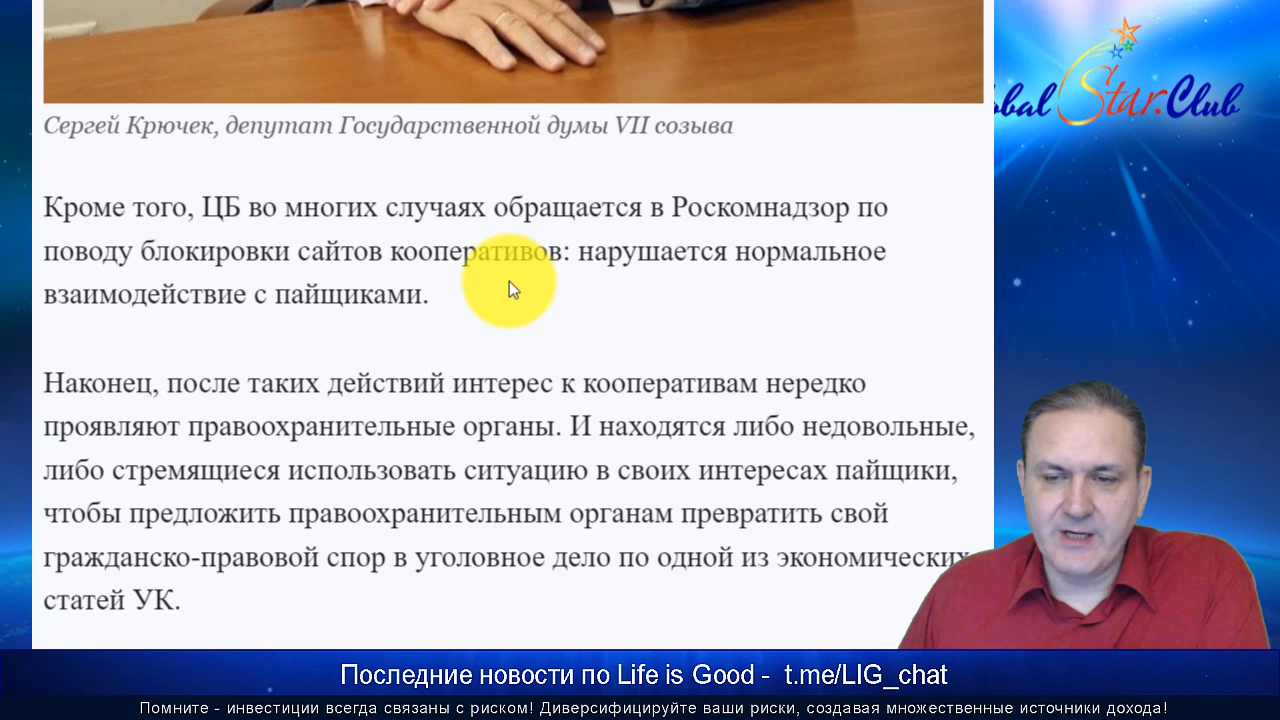 obal Star.Club
Сергей Крючек, депутат Государственной думы VII созыва
Кроме того, ЦБ во многих случаях обращается в Роскомнадзор по
поводу блокировки сайтов кооперативов: нарушается нормальное
взаимодействие с пайщиками.
Наконец, после таких действий интерес к кооперативам нередко
проявляют правоохранительные органы. И находятся либо недовольные,
либо стремящиеся использовать ситуацию в своих интересах пайщики,
чтобы предложить правоохранительным органам превратить свой
гражданско-правовой спор в уголовное дело по одной из экономических
статей УК.
Последние новости по Life is Good - t.me/LIG_chat
Помните - инвестиции всегда связаны с риском! Диверсифицируйте ваши риски, создавая множественные источники дохода!